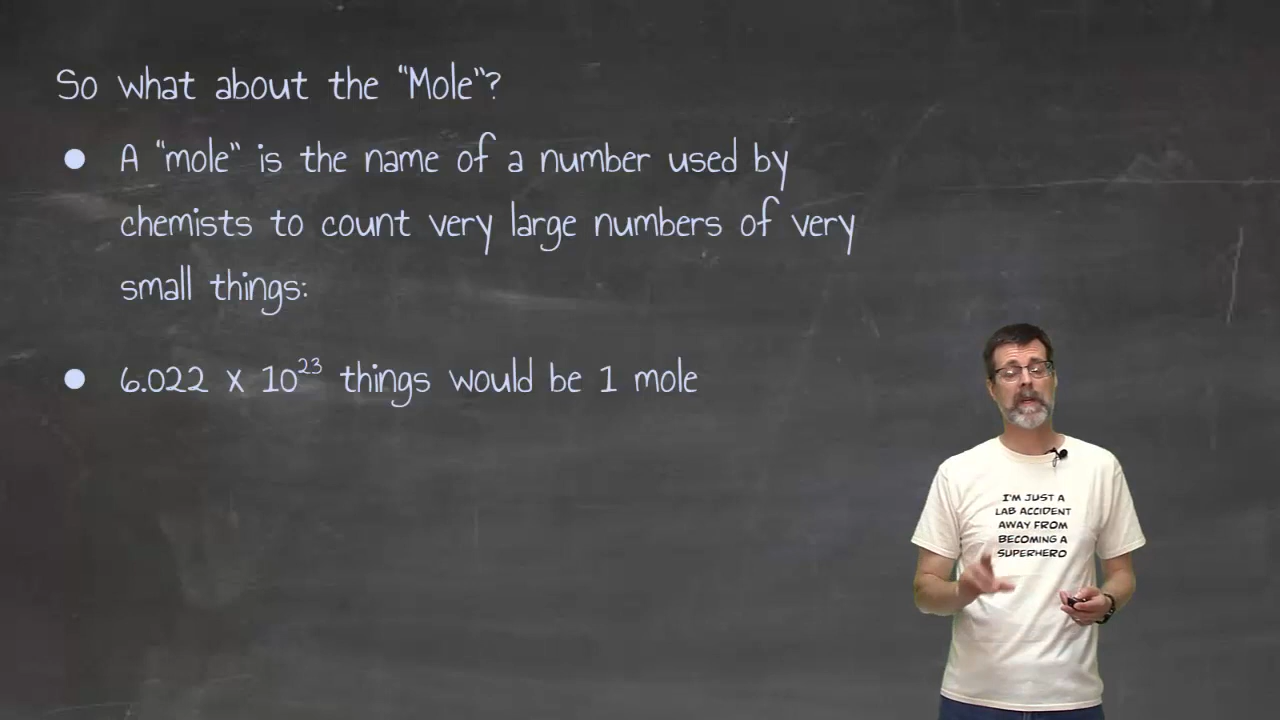 So what about the "Mole"?
● A "mole" is the name of a number used by
chemists to count very large numbers of very
small things:
● 6.022 x 10²³ things would be 1 mole
I'M JUST A
LAB ACCIDENT
AWAY FROM
BECOMING A
SUPERHERO